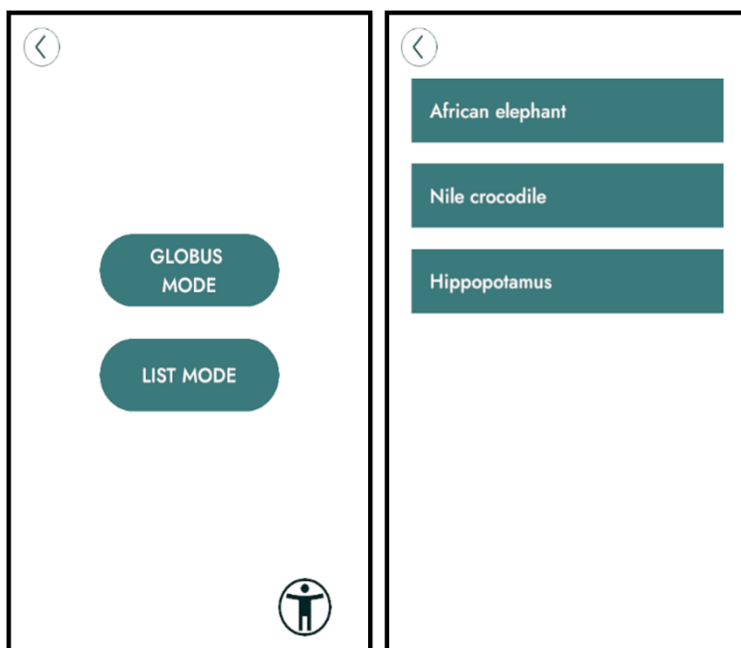 GLOBUS
MODE
LIST MODE
African elephant
Nile crocodile
Hippopotamus